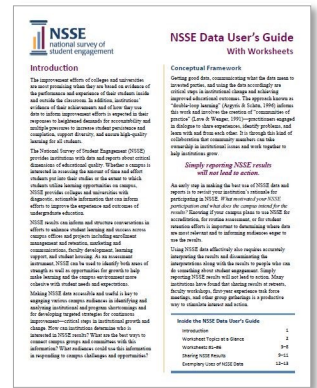 NSSE
national survey of
student engagement
NSSE Data User's Guide
With Worksheets
Introduction
The improvement efforts of colleges and universities
are most promising when they are based on evidence of
the performance and experience of their students inside
and outside the classroom. In addition, institutions'
evidence of their achievements and of how they use
data to inform improvement efforts is expected in their
responses to heightened demands for accountability and
multiple pressures to increase student persistence and
completion, support diversity, and ensure high-quality
learning for all students.
The National Survey of Student Engagement (NSSE)
provides institutions with data and reports about critical
dimensions of educational quality. Whether a campus is
interested in assessing the amount of time and effort
students put into their studies or the extent to which
students utilize learning opportunities on campus,
NSSE provides colleges and universities with
diagnostic, actionable information that can inform
efforts to improve the experience and outcomes of
undergraduate education.
NSSE results can inform and structure conversations in
efforts to enhance student learning and success across
campus offices and projects including enrollment
management and retention, marketing and
communications, faculty development, learning
support, and student housing. As an assessment
instrument, NSSE can be used to identify both areas of
strength as well as opportunities for growth to help
make learning and the campus environment more
cohesive with student needs and expectations.
Making NSSE data accessible and useful is key to
engaging various campus audiences in identifying and
analyzing institutional and program shortcomings and
for developing targeted strategies for continuous
improvement—critical steps in institutional growth and
change. How can institutions determine who is
interested in NSSE results? What are the best ways to
connect campus groups and committees with this
information? What audiences could use this information
in responding to campus challenges and opportunities?
Conceptual Framework
Getting good data, communicating what the data mean to
invested parties, and using the data accordingly are
critical steps in institutional change and achieving
improved educational outcomes. The approach known as
"double-loop learning" (Argyris & Schön, 1996) informs
this work and involves the creation of "communities of
practice" (Lave & Wenger, 1991)—practitioners engaged
in dialogue to share experiences, identify problems, and
learn with and from each other. It is through this kind of
collaboration that community members can take
ownership in institutional issues and work together to
help institutions grow.
Simply reporting NSSE results
will not lead to action.
An early step in making the best use of NSSE data and
reports is to revisit your institution's rationale for
participating in NSSE. What motivated your NSSE
participation and what does the campus intend for the
results? Knowing if your campus plans to use NSSE for
accreditation, for routine assessment, or for student
retention efforts is important to determining where data
are most relevant and to informing audiences eager to
use the results.
Using NSSE data effectively also requires accurately
interpreting the results and disseminating the
interpretations along with the results to people who can
do something about student engagement. Simply
reporting NSSE results will not lead to action. Many
institutions have found that sharing results at retreats,
faculty workshops, first-year experience task force
meetings, and other group gatherings is a productive
way to stimulate interest and action.
Inside the NSSE Data User's Guide
Introduction 1
Worksheet Topics at a Glance 2
Worksheets #1–#6 3–8
Sharing NSSE Results 9–11
Exemplary Uses of NSSE Data 12–13